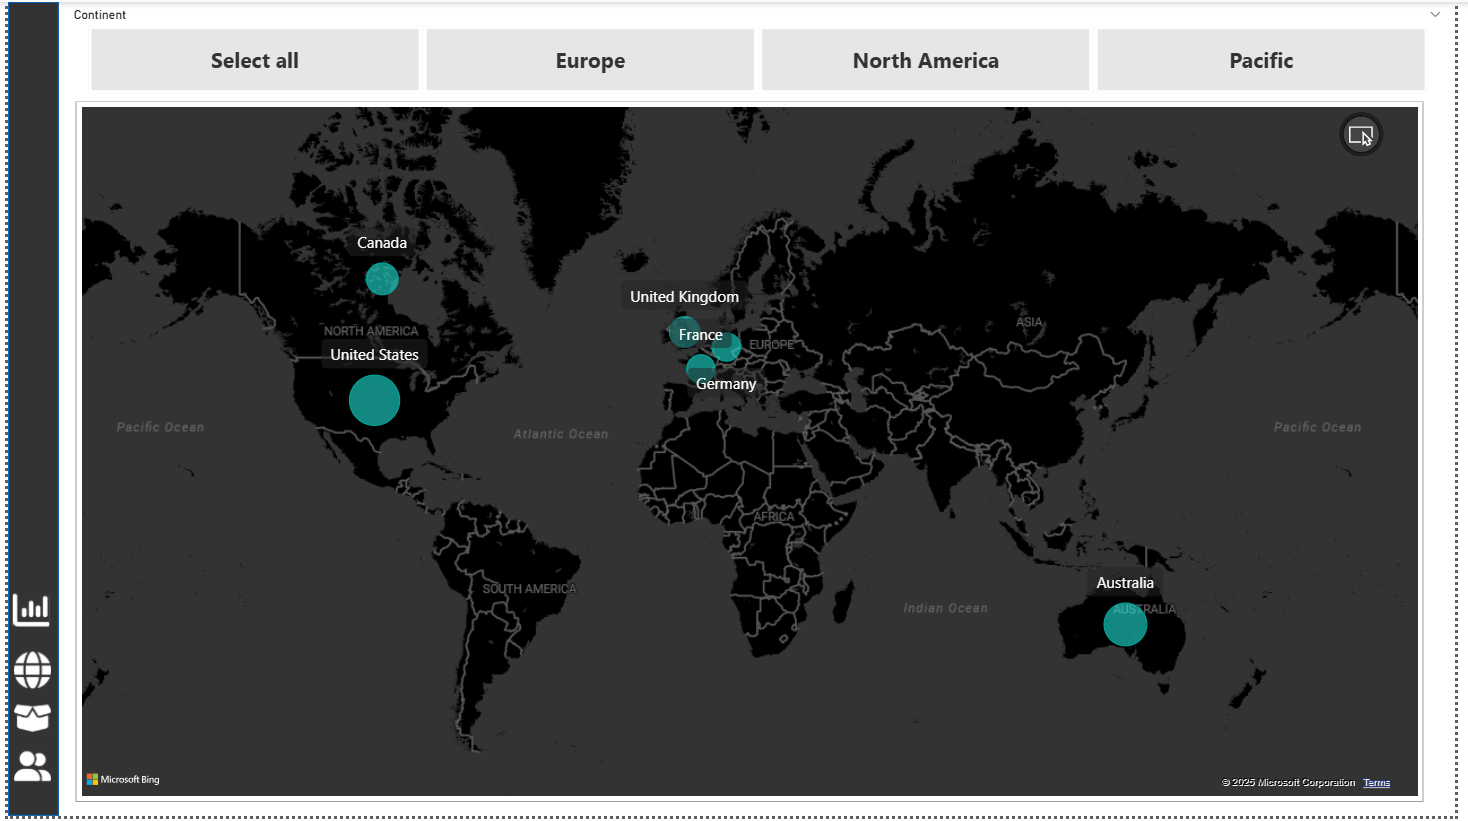 Continent
Select all
Europe
North America
Pacific
Canada
United Kingdom
ASIA
NORTH AMERICA
France
EUROPE
United States
Germany
Pacific Ocean
Atlantic Ocean
Pacific Ocean
AFRICA
Australia
SOUTH AMERICA
Indian Ocean
AUSTRALIA
Microsoft Bing
© 2025 Microsoft Corporation Terms